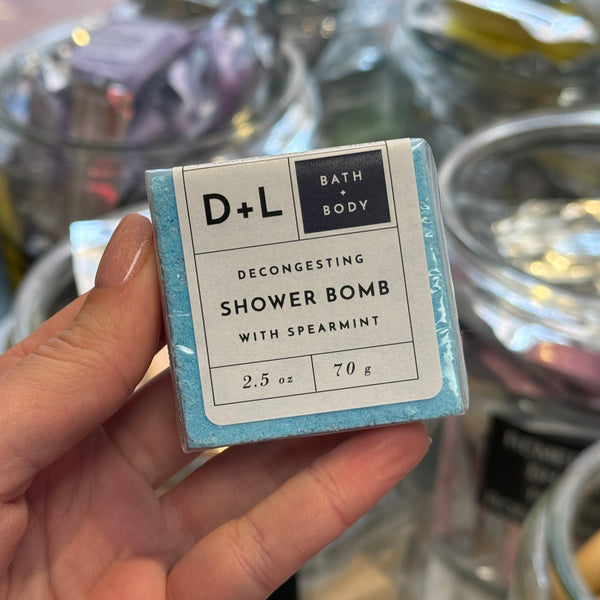 D+L
BATH
+
BODY
DECONGESTING
SHOWER BOMB
WITH SPEARMINT
2.5 oz
70 g